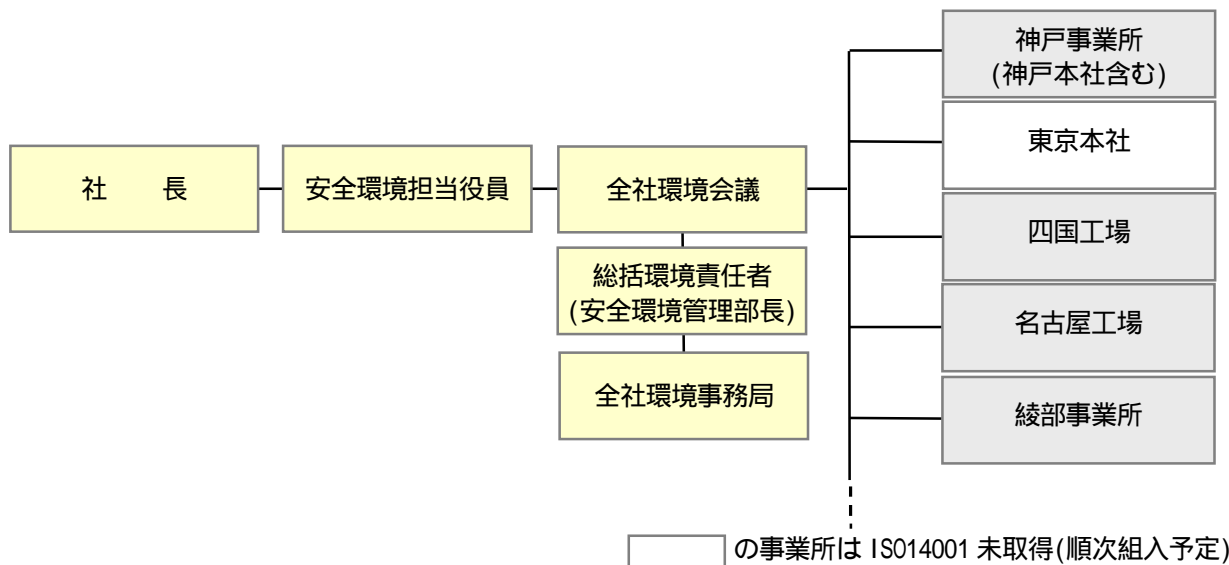 神戸事業所
(神戸本社含む)
東京本社
社　　長
安全環境担当役員
全社環境会議
四国工場
総括環境責任者
(安全環境管理部長)
名古屋工場
全社環境事務局
綾部事業所
の事業所は ISO14001 未取得(順次組入予定)